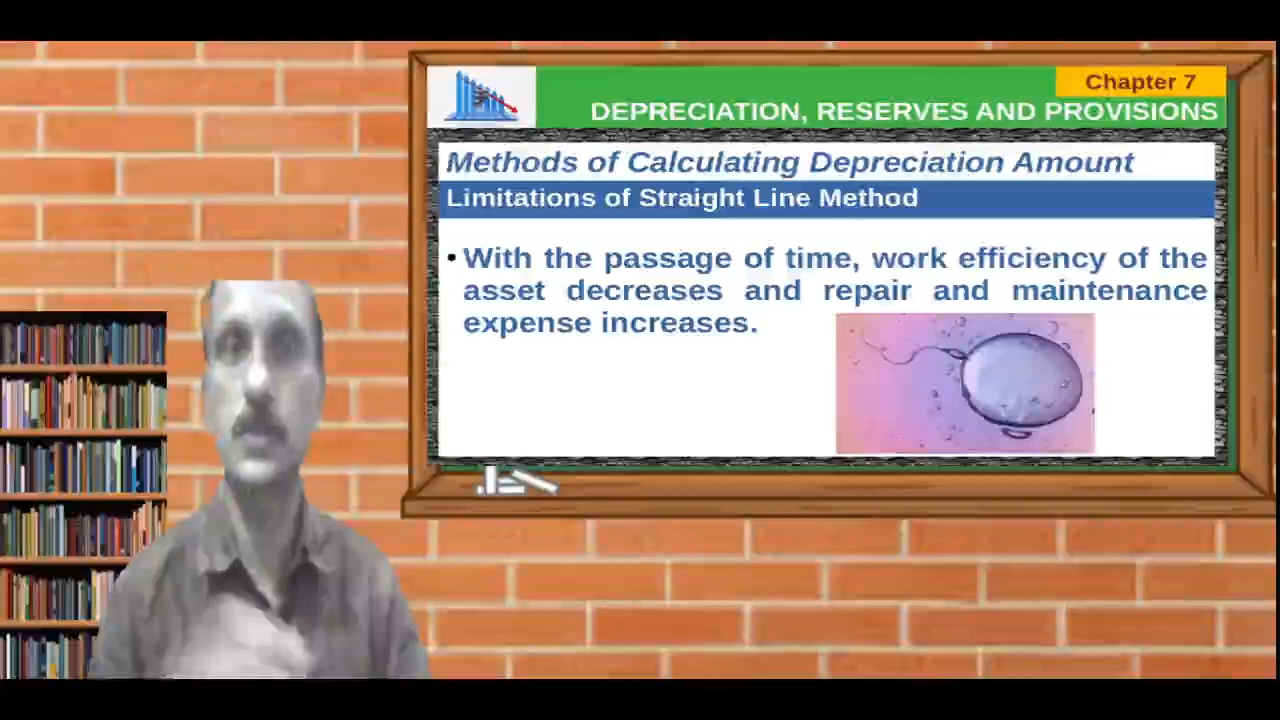 Chapter 7
DEPRECIATION, RESERVES AND PROVISIONS
Methods of Calculating Depreciation Amount
Limitations of Straight Line Method
• With the passage of time, work efficiency of the
asset decreases and repair and maintenance
expense increases.